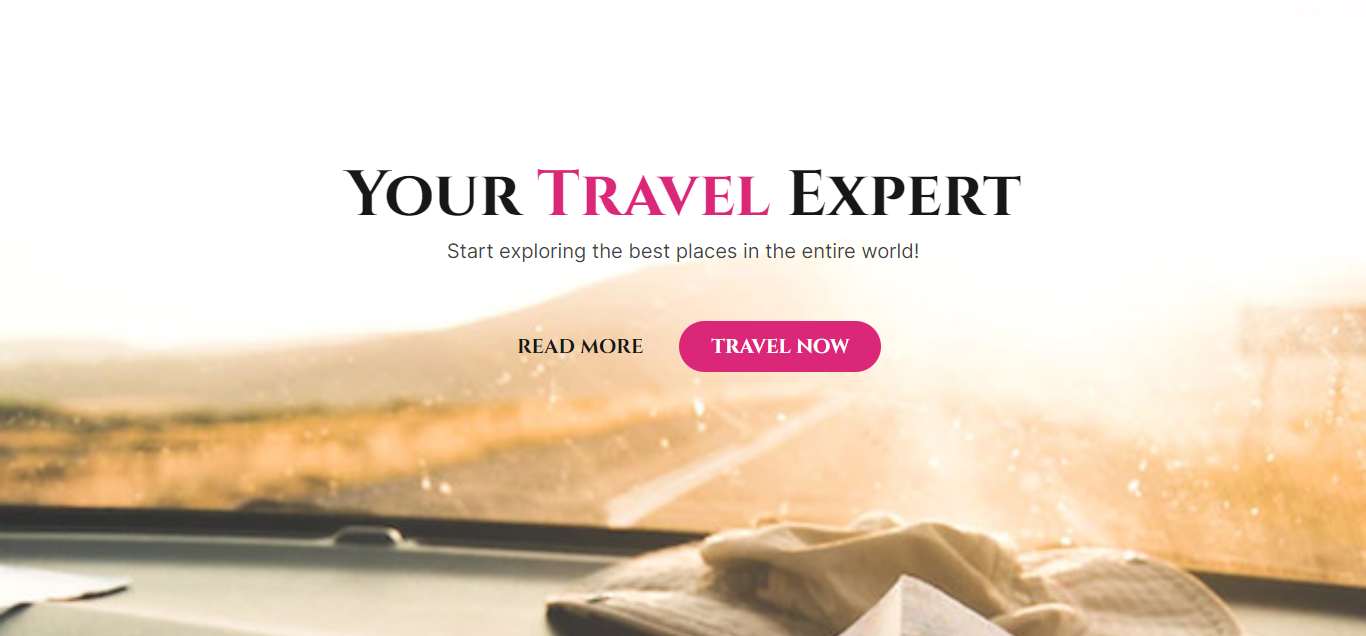 Your Travel Expert
Start exploring the best places in the entire world!
READ MORE
TRAVEL NOW